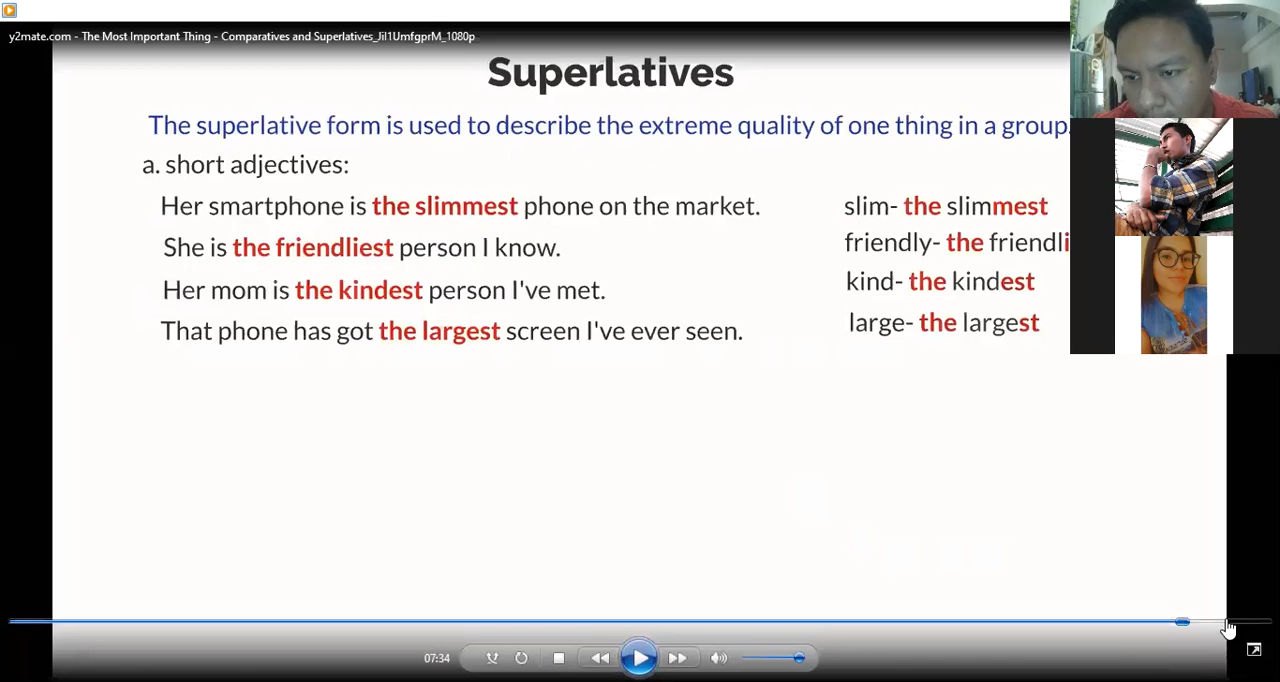 y2mate.com - The Most Important Thing - Comparatives and Superlatives_Jil1UmfgprM_1080p
Superlatives
The superlative form is used to describe the extreme quality of one thing in a group.
a. short adjectives:
Her smartphone is the slimmest phone on the market.
slim- the slimmest
She is the friendliest person I know.
friendly- the friendli
Her mom is the kindest person I've met.
kind- the kindest
That phone has got the largest screen I've ever seen.
large- the largest
07:34